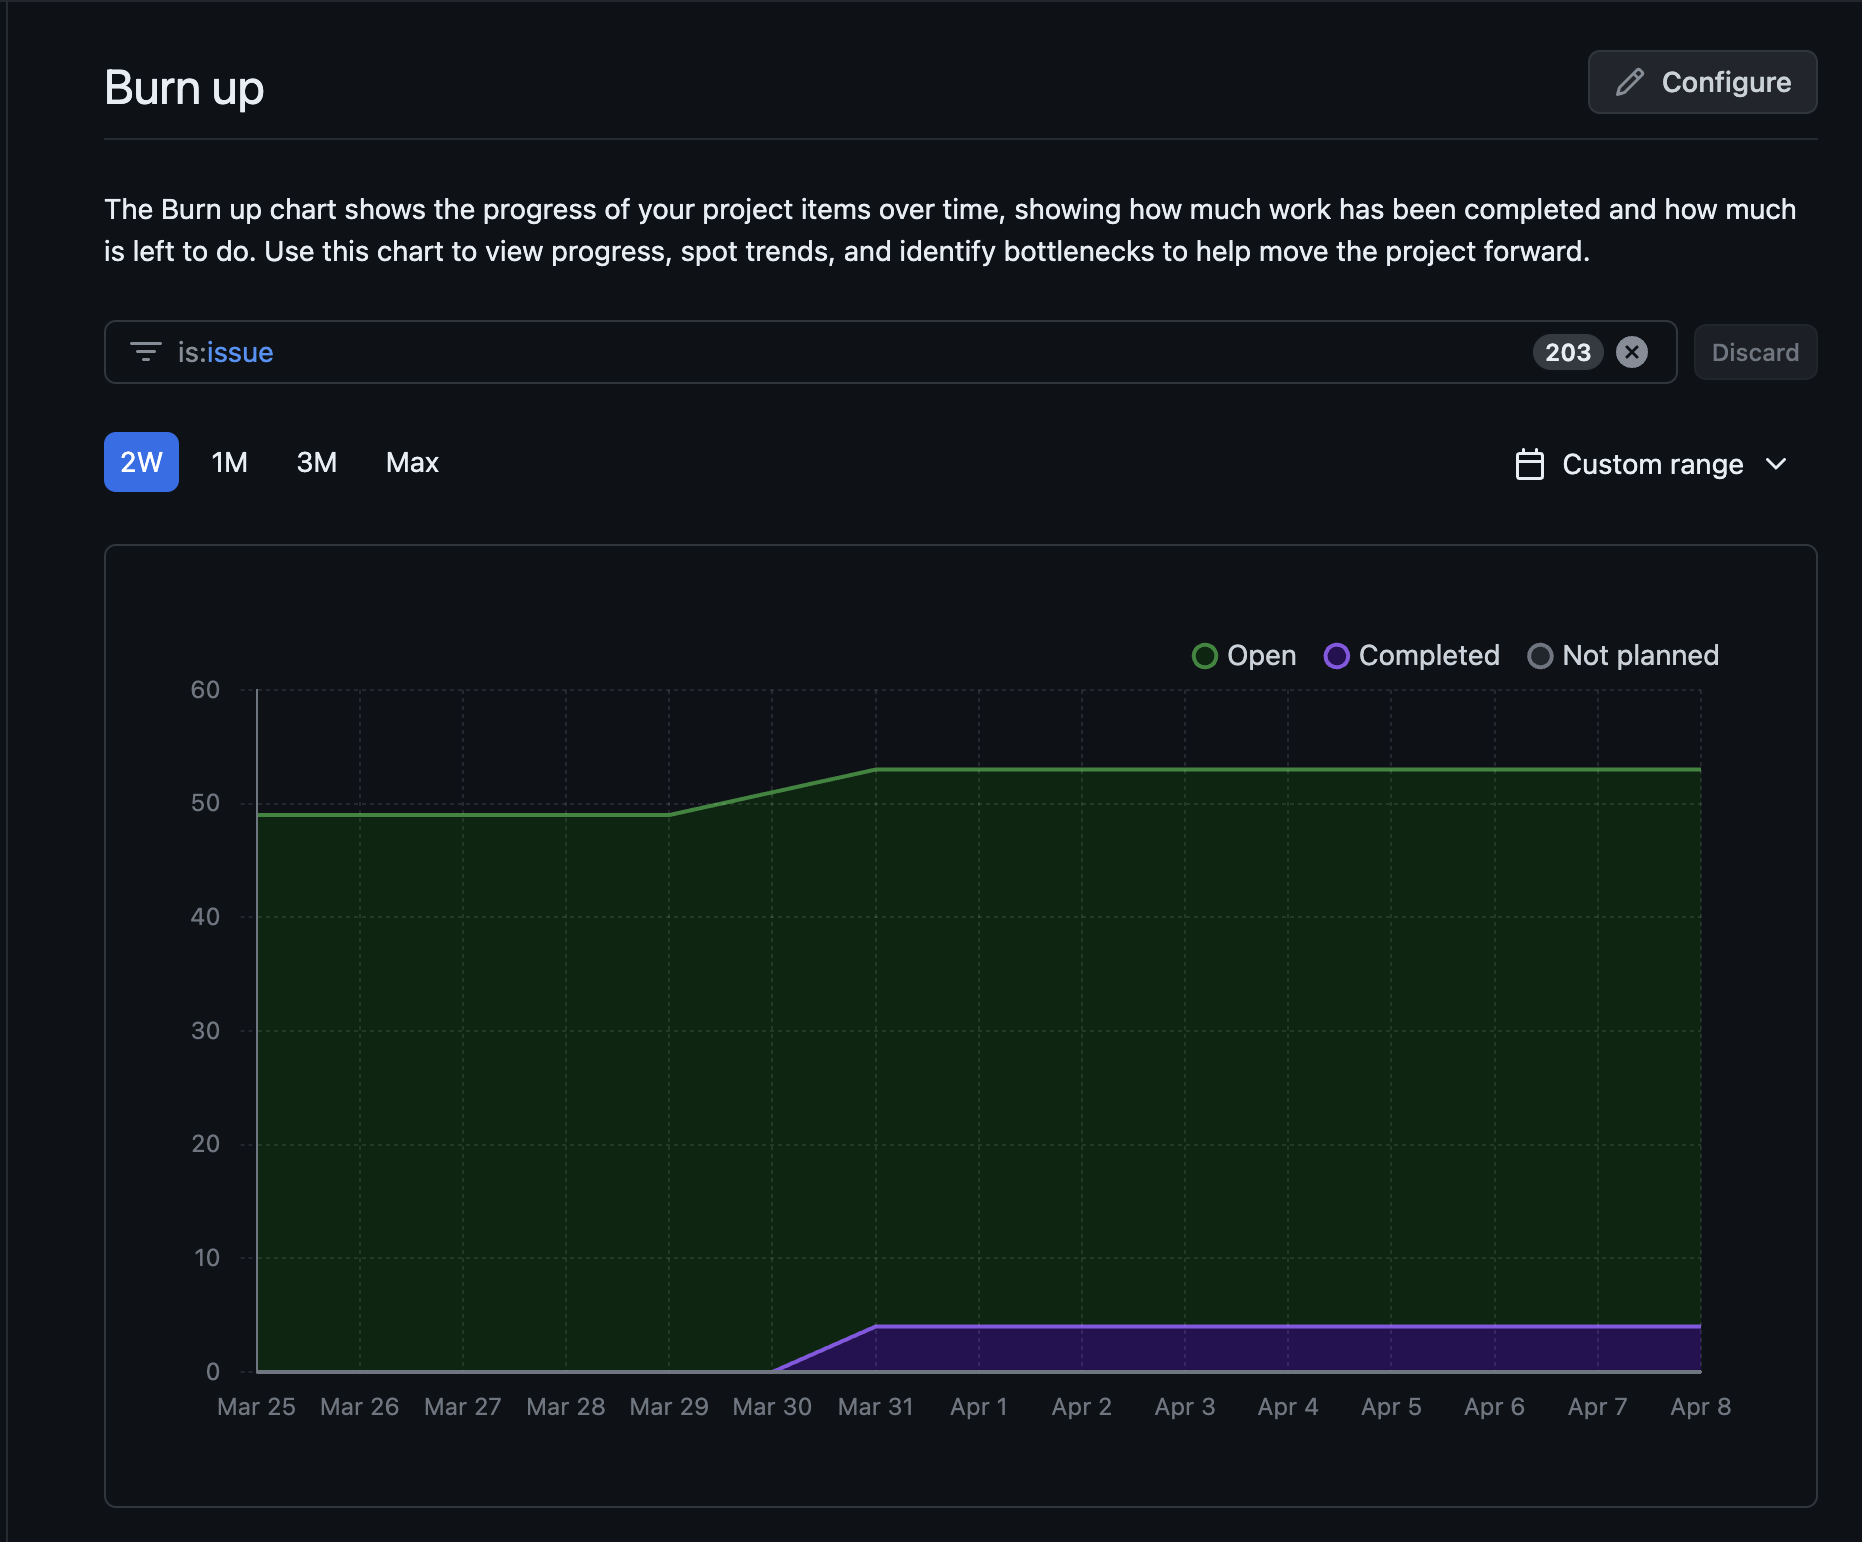 Burn up
Configure
The Burn up chart shows the progress of your project items over time, showing how much work has been completed and how much
is left to do. Use this chart to view progress, spot trends, and identify bottlenecks to help move the project forward.
is:issue 203 Discard
2W 1M 3M Max Custom range
Open Completed Not planned
60
50
40
30
20
10
0
Mar 25 Mar 26 Mar 27 Mar 28 Mar 29 Mar 30 Mar 31 Apr 1 Apr 2 Apr 3 Apr 4 Apr 5 Apr 6 Apr 7 Apr 8